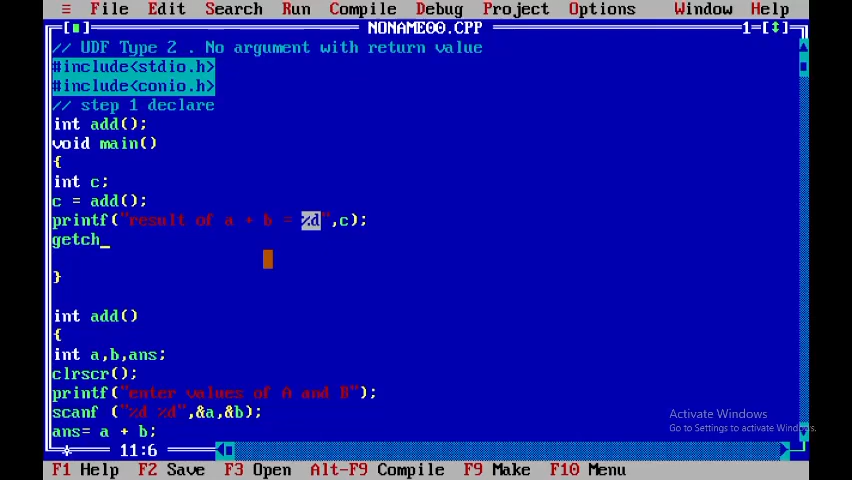 ≡ File Edit Search Run Compile Debug Project Options Window Help
[■] NONAME00.CPP 1=[↕]
// UDF Type 2 . No argument with return value
#include<stdio.h>
#include<conio.h>
// step 1 declare
int add();
void main()
{
int c;
c = add();
printf("result of a + b = %d",c);
getch_
}
int add()
{
int a,b,ans;
clrscr();
printf("enter values of A and B");
scanf ("%d %d",&a,&b);
ans= a + b;
Activate Windows
Go to Settings to activate Windows.
11:6
F1 Help F2 Save F3 Open Alt-F9 Compile F9 Make F10 Menu